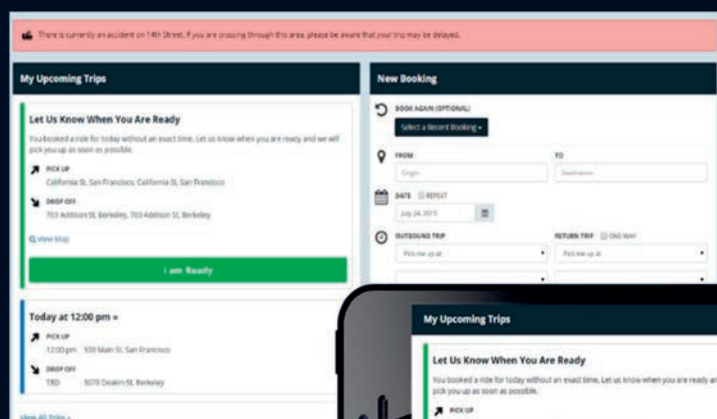 There is currently an accident on 14th Street. If you are crossing through this area, please be aware that your trip may be delayed.
My Upcoming Trips
Let Us Know When You Are Ready
You booked a ride for today without an exact time. Let us know when you are ready and we will
pick you up as soon as possible.
PICK UP
California St, San Francisco, California St, San Francisco
DROP OFF
703 Addison St, Berkeley, 703 Addison St, Berkeley
View Map
I am Ready
Today at 12:00 pm »
PICK UP
12:00 pm 500 Main St, San Francisco
DROP OFF
TBD 3070 Deakin St, Berkeley
View All Trips »
New Booking
BOOK AGAIN (OPTIONAL)
Select a Recent Booking
FROM TO
Origin Destination
DATE REPEAT
July 24, 2015
OUTBOUND TRIP RETURN TRIP ONE WAY
Pick me up at Pick me up at
My Upcoming Trips
Let Us Know When You Are Ready
You booked a ride for today without an exact time. Let us know when you are ready an
pick you up as soon as possible.
PICK UP